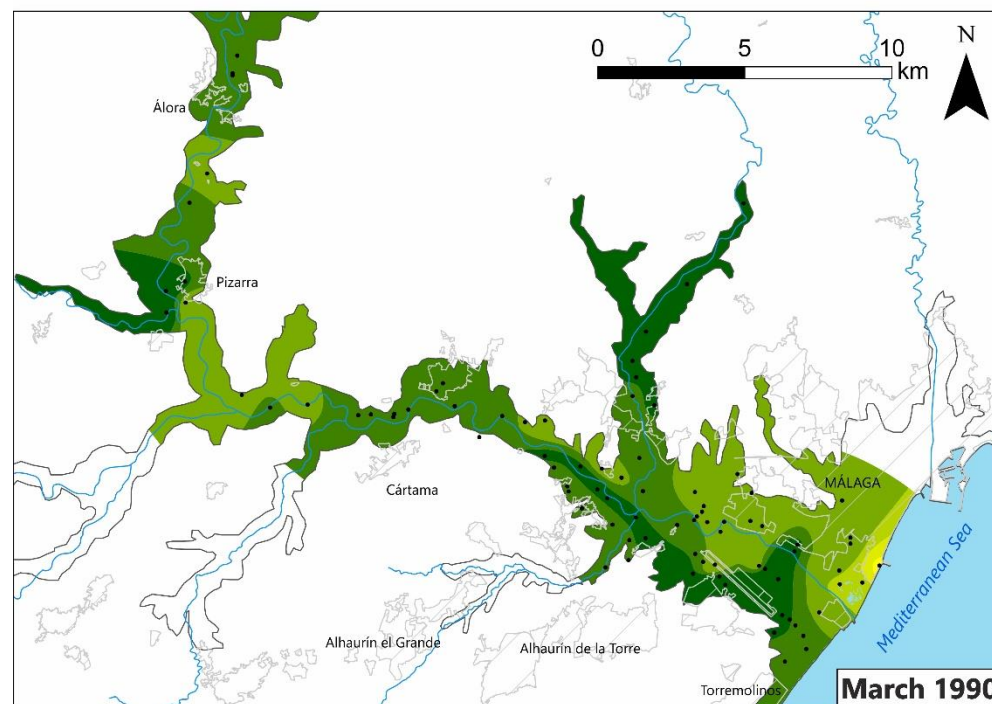 0 5 10
km
N
Álora
Pizarra
Cártama
MÁLAGA
Mediterranean Sea
Alhaurín el Grande
Alhaurín de la Torre
Torremolinos
March 1990